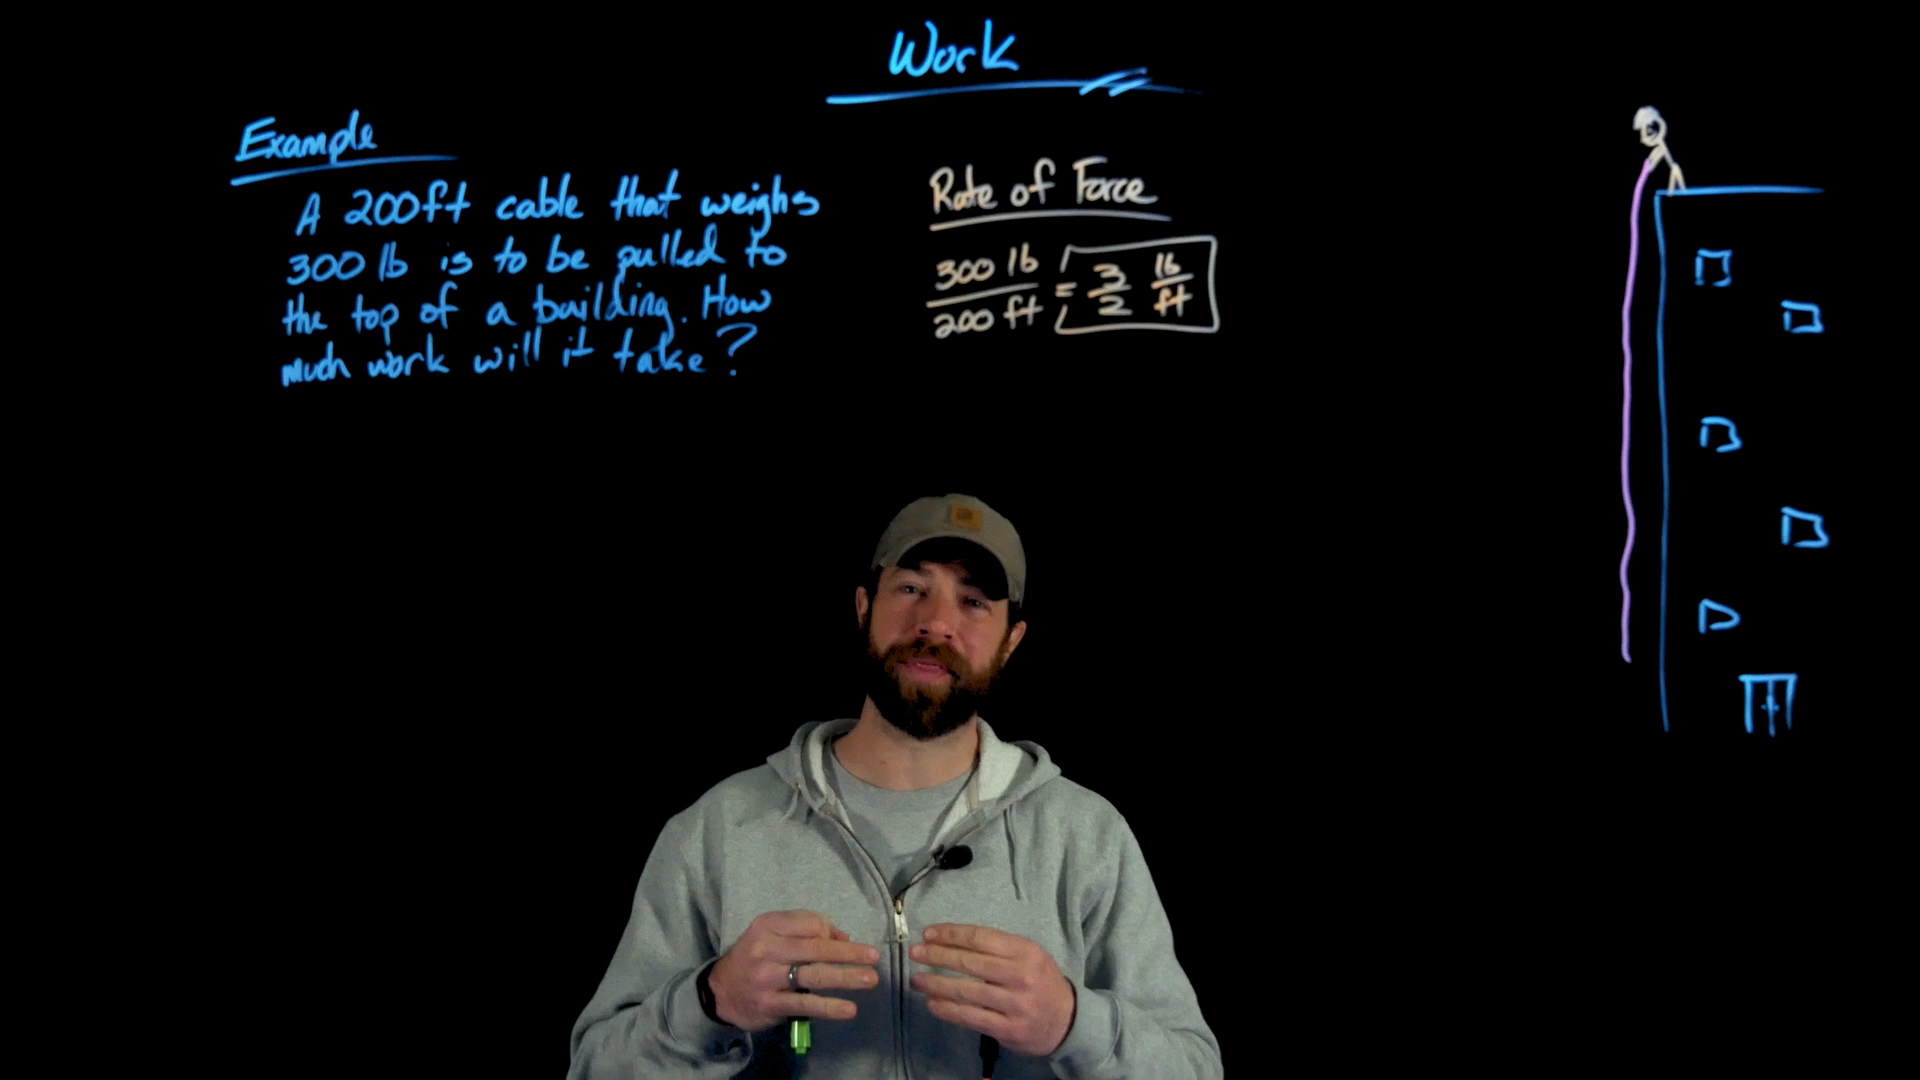 Work
Example
A 200ft cable that weighs
300 lb is to be pulled to
the top of a building. How
much work will it take?
Rate of Force
300 lb
200 ft
= 3/2 lb/ft